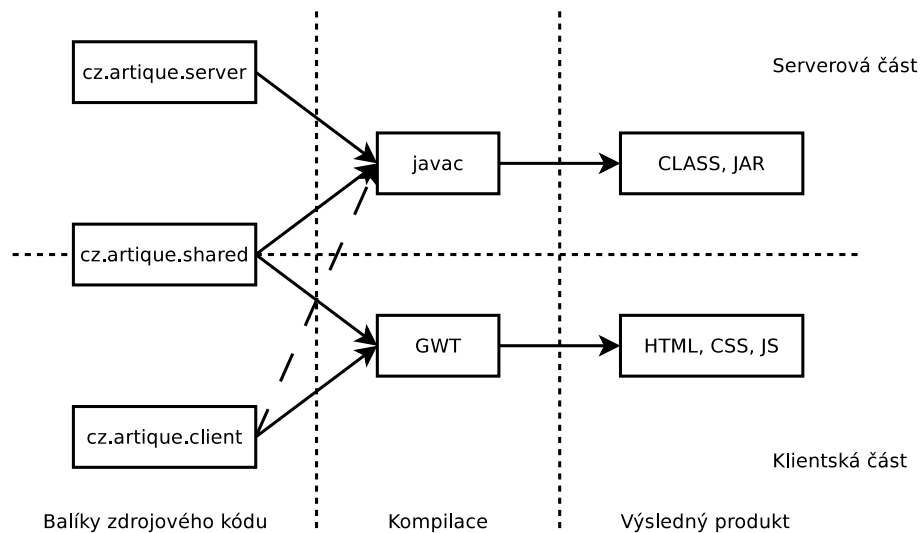 cz.artique.server
Serverová část
javac
CLASS, JAR
cz.artique.shared
GWT
HTML, CSS, JS
cz.artique.client
Klientská část
Balíky zdrojového kódu
Kompilace
Výsledný produkt